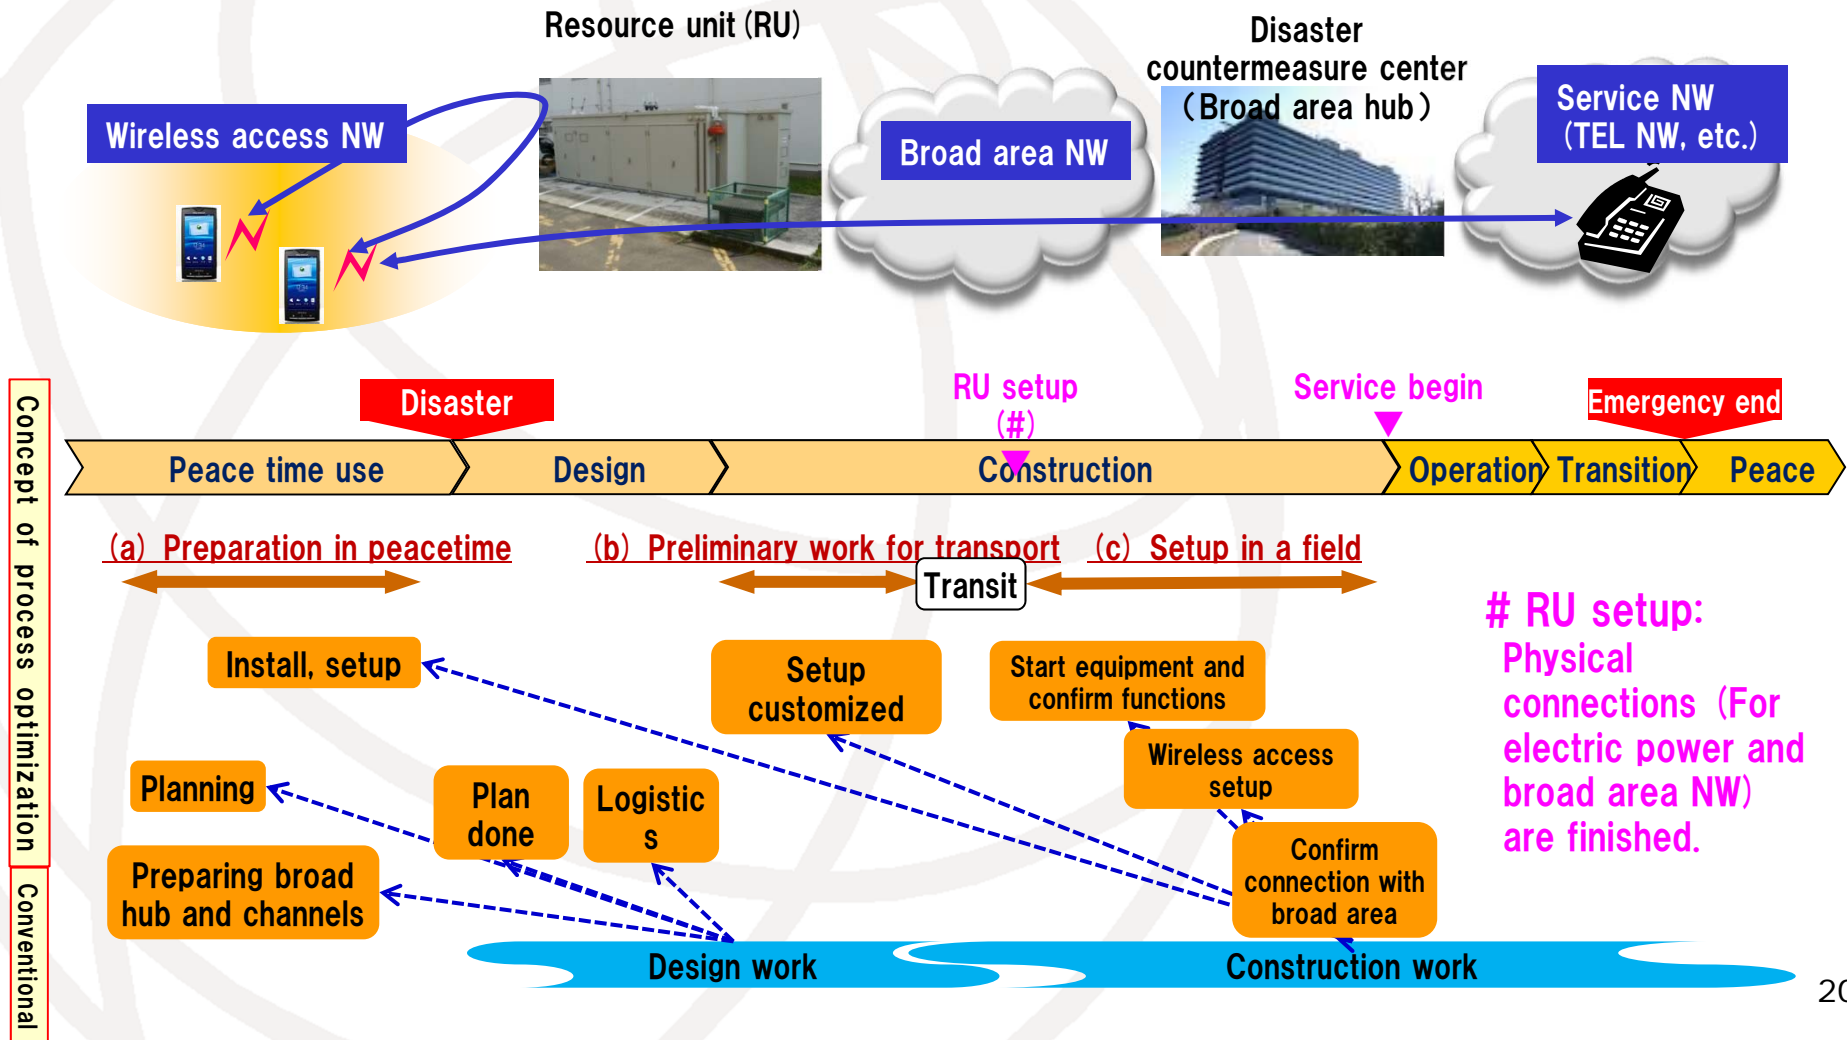 Resource unit (RU)
Disaster
countermeasure center
(Broad area hub)
Wireless access NW
Broad area NW
Service NW
(TEL NW, etc.)
Disaster
RU setup
(#)
Service begin
Emergency end
Peace time use
Design
Construction
Operation
Transition
Peace
Concept of process optimization
(a) Preparation in peacetime
(b) Preliminary work for transport
(c) Setup in a field
Transit
Install, setup
Setup
customized
Start equipment and
confirm functions
Wireless access
setup
Planning
Plan
done
Logistic
s
Confirm
connection with
broad area
Preparing broad
hub and channels
# RU setup:
Physical
connections (For
electric power and
broad area NW)
are finished.
Conventional
Design work
Construction work
20